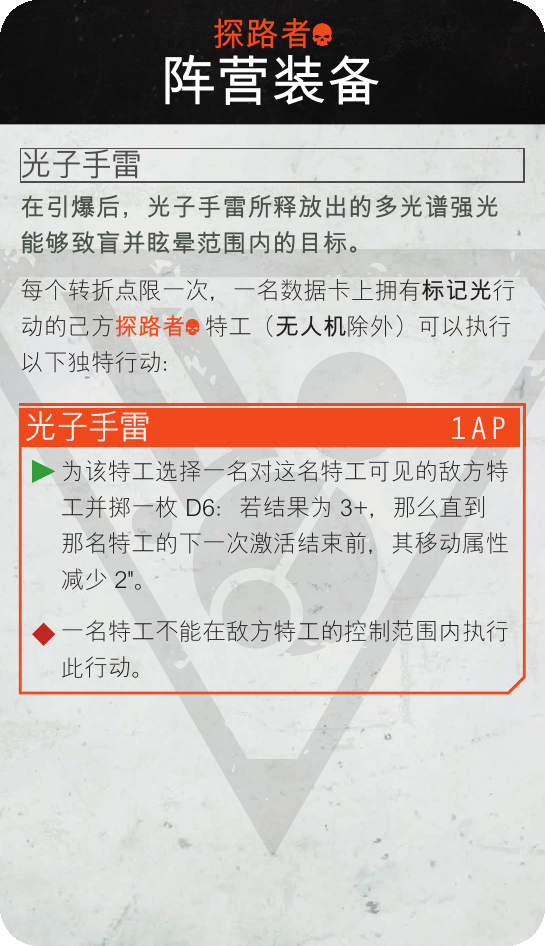 探路者
阵营装备
光子手雷
在引爆后，光子手雷所释放出的多光谱强光
能够致盲并眩晕范围内的目标。
每个转折点限一次，一名数据卡上拥有标记光行
动的己方探路者特工（无人机除外）可以执行
以下独特行动:
光子手雷 1AP
为该特工选择一名对这名特工可见的敌方特
工并掷一枚 D6：若结果为 3+，那么直到
那名特工的下一次激活结束前，其移动属性
减少 2"。
一名特工不能在敌方特工的控制范围内执行
此行动。